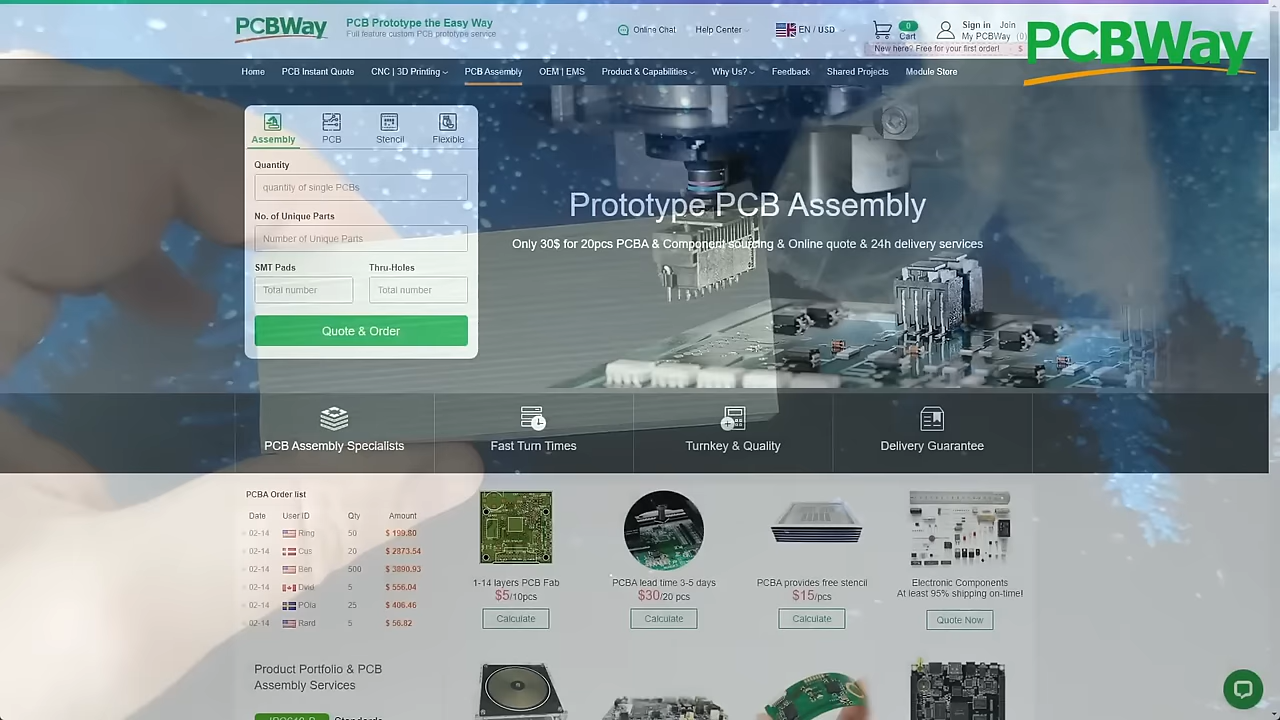 PCBWay
PCB Prototype the Easy Way
Full feature custom PCB prototype service
Online Chat
Help Center
EN / USD
0
Cart
Sign in Join
My PCBWay (0)
New here? Free for your first order! $
PCBWay
Home
PCB Instant Quote
CNC | 3D Printing
PCB Assembly
OEM | EMS
Product & Capabilities
Why Us?
Feedback
Shared Projects
Module Store
Assembly
PCB
Stencil
Flexible
Quantity
quantity of single PCBs
No. of Unique Parts
Number of Unique Parts
SMT Pads
Thru-Holes
Total number
Total number
Quote & Order
Prototype PCB Assembly
Only 30$ for 20pcs PCBA & Component sourcing & Online quote & 24h delivery services
PCB Assembly Specialists
Fast Turn Times
Turnkey & Quality
Delivery Guarantee
PCBA Order list
Date User ID Qty Amount
02-14 Ring 50 $ 199.80
02-14 Cus 20 $ 2873.54
02-14 Ben 500 $ 3890.93
02-14 Dvid 5 $ 556.04
02-14 POla 25 $ 406.46
02-14 Rard 5 $ 56.82
1-14 layers PCB Fab
$5/10pcs
Calculate
PCBA lead time 3-5 days
$30/20 pcs
Calculate
PCBA provides free stencil
$15/pcs
Calculate
Electronic Components
At least 95% shipping on-time!
Quote Now
Product Portfolio & PCB
Assembly Services